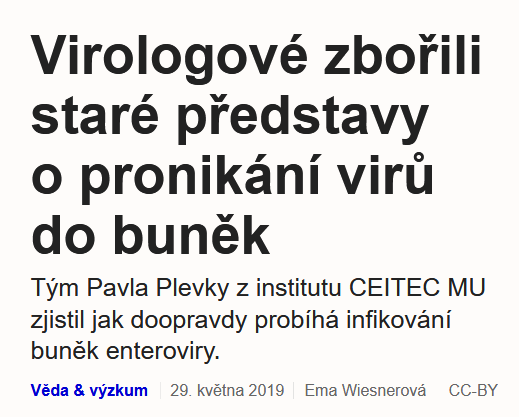 Virologové zbořili
staré představy
o pronikání virů
do buněk
Tým Pavla Plevky z institutu CEITEC MU
zjistil jak doopravdy probíhá infikování
buněk enteroviry.
Věda & výzkum 29. května 2019 Ema Wiesnerová CC-BY